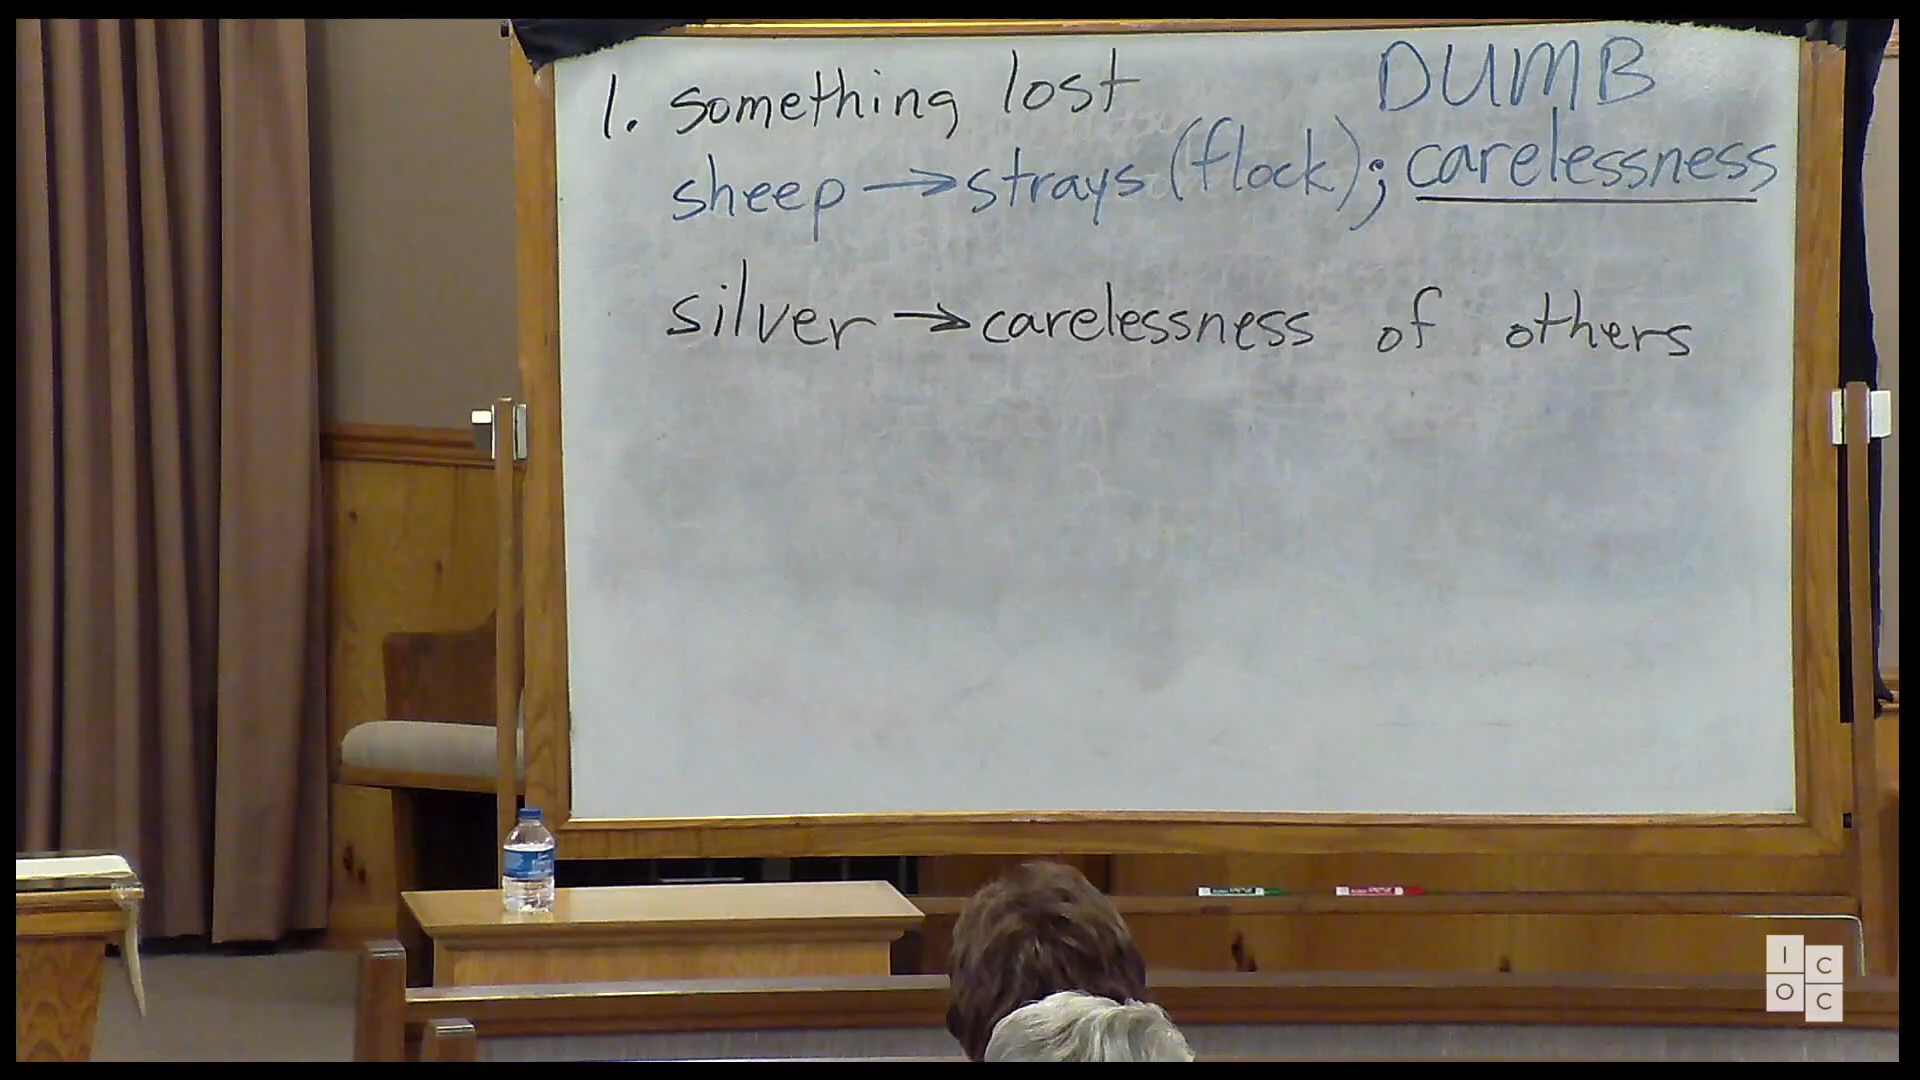 1. something lost DUMB
sheep → strays (flock); carelessness
silver → carelessness of others
I C
O C